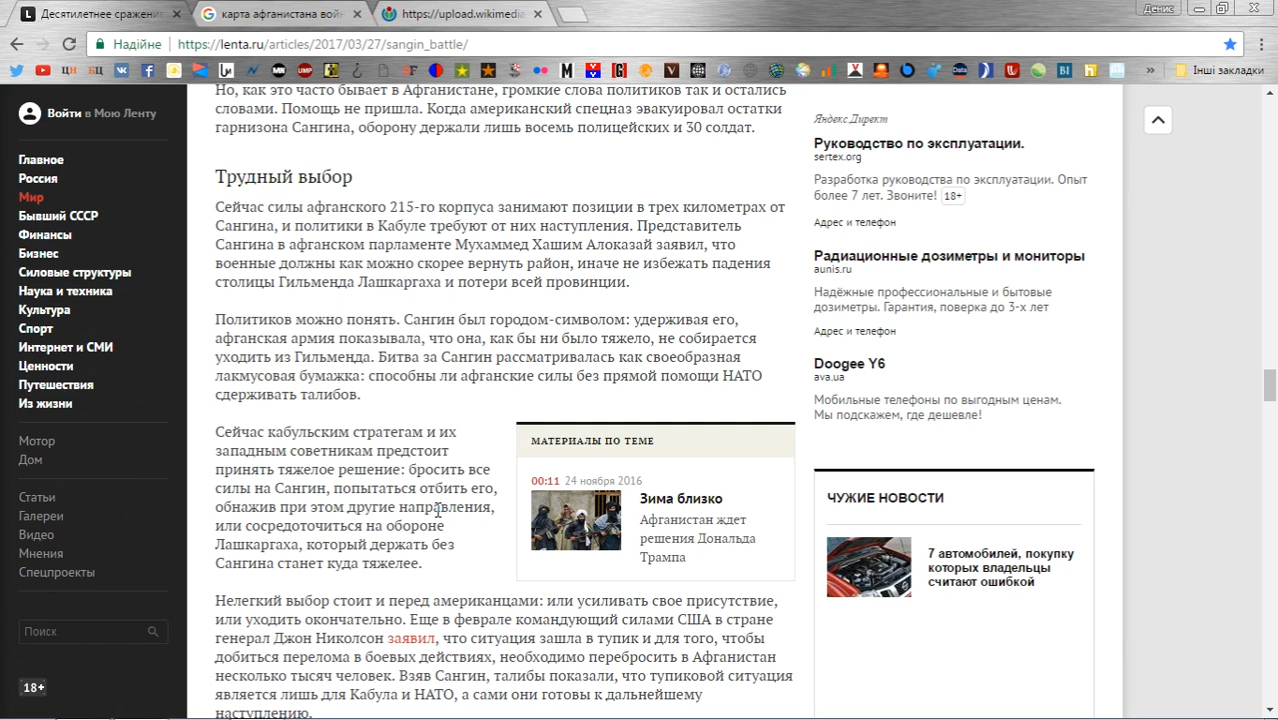 Десятилетнее сражение
карта афганистана войн
https://upload.wikimedia
Денис
Надійне
https://lenta.ru/articles/2017/03/27/sangin_battle/
Інші закладки
Войти в Мою Ленту
Главное
Россия
Мир
Бывший СССР
Финансы
Бизнес
Силовые структуры
Наука и техника
Культура
Спорт
Интернет и СМИ
Ценности
Путешествия
Из жизни
Мотор
Дом
Статьи
Галереи
Видео
Мнения
Спецпроекты
Поиск
18+
Но, как это часто бывает в Афганистане, громкие слова политиков так и остались
словами. Помощь не пришла. Когда американский спецназ эвакуировал остатки
гарнизона Сангина, оборону держали лишь восемь полицейских и 30 солдат.
Трудный выбор
Сейчас силы афганского 215-го корпуса занимают позиции в трех километрах от
Сангина, и политики в Кабуле требуют от них наступления. Представитель
Сангина в афганском парламенте Мухаммед Хашим Алоказай заявил, что
военные должны как можно скорее вернуть район, иначе не избежать падения
столицы Гильменда Лашкаргаха и потери всей провинции.
Политиков можно понять. Сангин был городом-символом: удерживая его,
афганская армия показывала, что она, как бы ни было тяжело, не собирается
уходить из Гильменда. Битва за Сангин рассматривалась как своеобразная
лакмусовая бумажка: способны ли афганские силы без прямой помощи НАТО
сдерживать талибов.
Сейчас кабульским стратегам и их
западным советникам предстоит
принять тяжелое решение: бросить все
силы на Сангин, попытаться отбить его,
обнажив при этом другие направления,
или сосредоточиться на обороне
Лашкаргаха, который держать без
Сангина станет куда тяжелее.
МАТЕРИАЛЫ ПО ТЕМЕ
00:11 24 ноября 2016
Зима близко
Афганистан ждет
решения Дональда
Трампа
Нелегкий выбор стоит и перед американцами: или усиливать свое присутствие,
или уходить окончательно. Еще в феврале командующий силами США в стране
генерал Джон Николсон заявил, что ситуация зашла в тупик и для того, чтобы
добиться перелома в боевых действиях, необходимо перебросить в Афганистан
несколько тысяч человек. Взяв Сангин, талибы показали, что тупиковой ситуация
является лишь для Кабула и НАТО, а сами они готовы к дальнейшему
наступлению.
Яндекс.Директ
Руководство по эксплуатации.
sertex.org
Разработка руководства по эксплуатации. Опыт
более 7 лет. Звоните! 18+
Адрес и телефон
Радиационные дозиметры и мониторы
aunis.ru
Надёжные профессиональные и бытовые
дозиметры. Гарантия, поверка до 3-х лет
Адрес и телефон
Doogee Y6
ava.ua
Мобильные телефоны по выгодным ценам.
Мы подскажем, где дешевле!
ЧУЖИЕ НОВОСТИ
7 автомобилей, покупку
которых владельцы
считают ошибкой